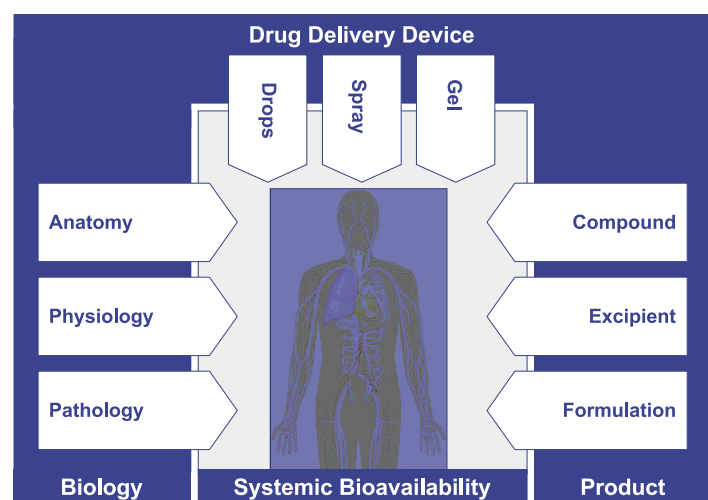 Drug Delivery Device
Drops
Spray
Gel
Anatomy
Compound
Physiology
Excipient
Pathology
Formulation
Biology
Systemic Bioavailability
Product